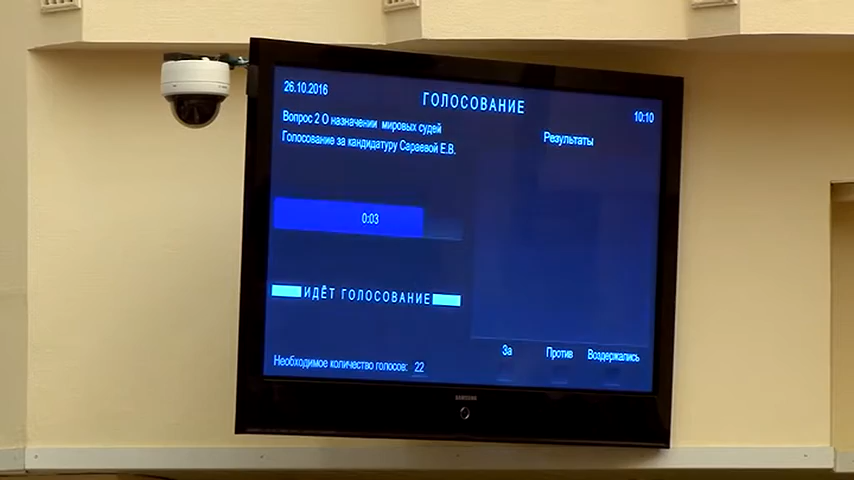 26.10.2016
ГОЛОСОВАНИЕ
10:10
Вопрос 2 О назначении мировых судей
Голосование за кандидатуру Сараевой Е.В.
Результаты
0:03
ИДЁТ ГОЛОСОВАНИЕ
За Против Воздержались
Необходимое количество голосов: 22
SAMSUNG